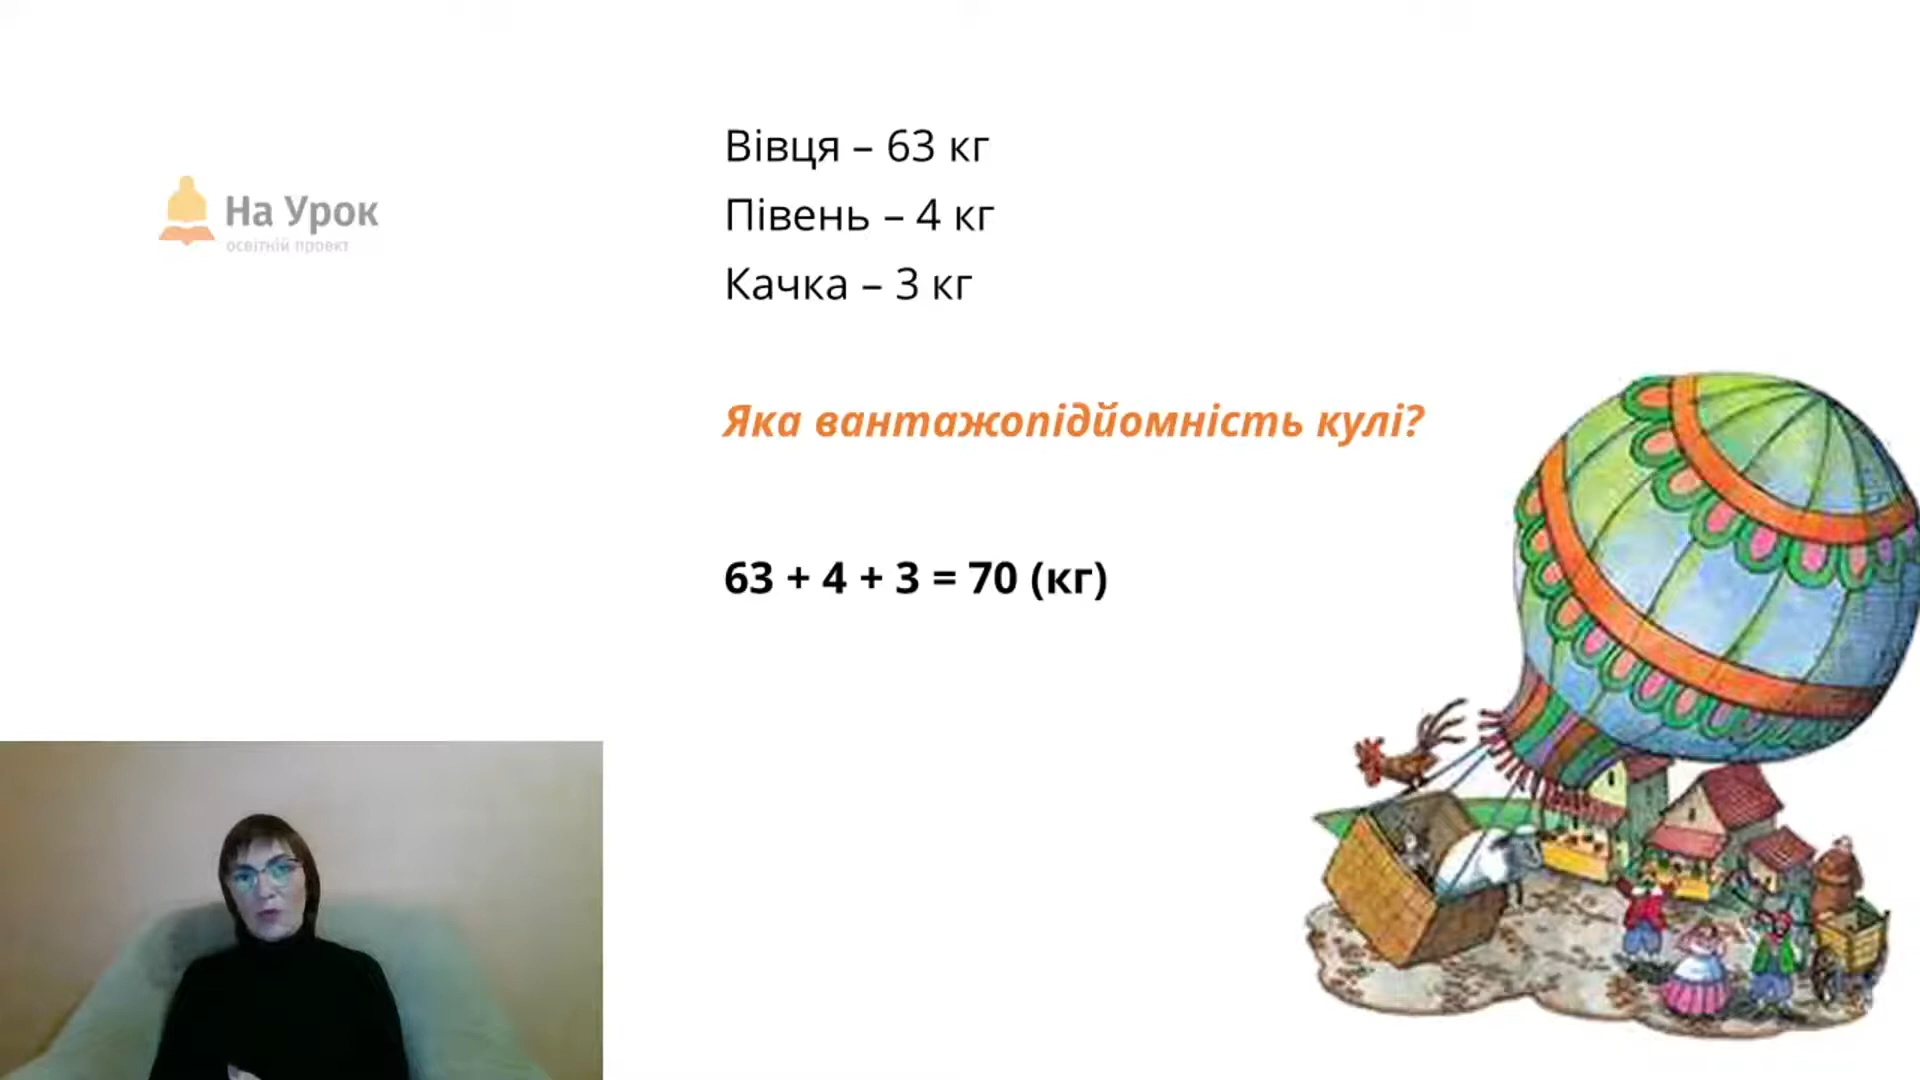 На Урок
освітній проект
Вівця – 63 кг
Півень – 4 кг
Качка – 3 кг
Яка вантажопідйомність кулі?
63 + 4 + 3 = 70 (кг)